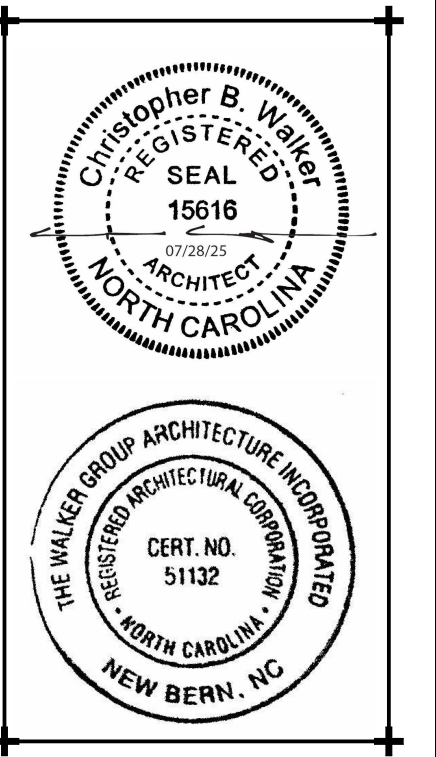 Christopher B. Walker
REGISTERED
SEAL
15616
07/28/25
ARCHITECT
NORTH CAROLINA
THE WALKER GROUP ARCHITECTURE INCORPORATED
REGISTERED ARCHITECTURAL CORPORATION
CERT. NO.
51132
• NORTH CAROLINA •
NEW BERN, NC